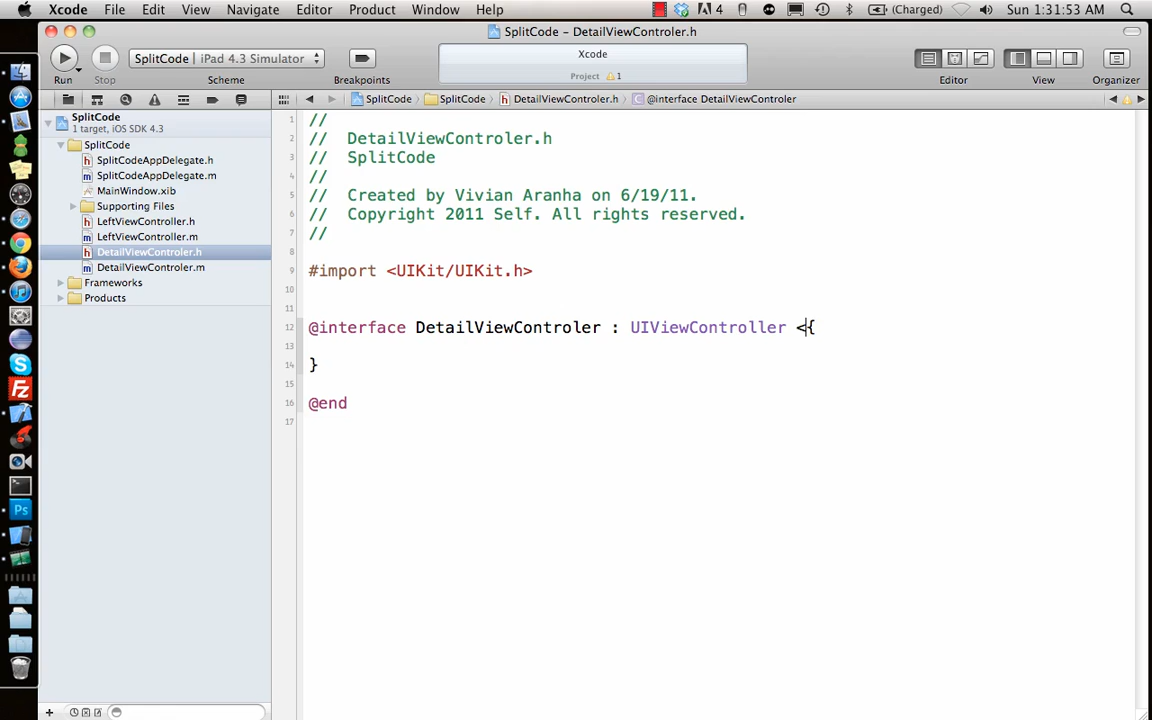 Xcode File Edit View Navigate Editor Product Window Help 4 (Charged) Sun 1:31:53 AM
SplitCode – DetailViewControler.h
SplitCode iPad 4.3 Simulator
Xcode
Project 1
Run Stop Scheme Breakpoints Editor View Organizer
SplitCode SplitCode DetailViewControler.h @interface DetailViewControler
SplitCode
1 target, iOS SDK 4.3
SplitCode
SplitCodeAppDelegate.h
SplitCodeAppDelegate.m
MainWindow.xib
Supporting Files
LeftViewController.h
LeftViewController.m
DetailViewControler.h
DetailViewControler.m
Frameworks
Products
1 //
2 // DetailViewControler.h
3 // SplitCode
4 //
5 // Created by Vivian Aranha on 6/19/11.
6 // Copyright 2011 Self. All rights reserved.
7 //
8
9 #import <UIKit/UIKit.h>
10
11
12 @interface DetailViewControler : UIViewController <{
13
14 }
15
16 @end
17